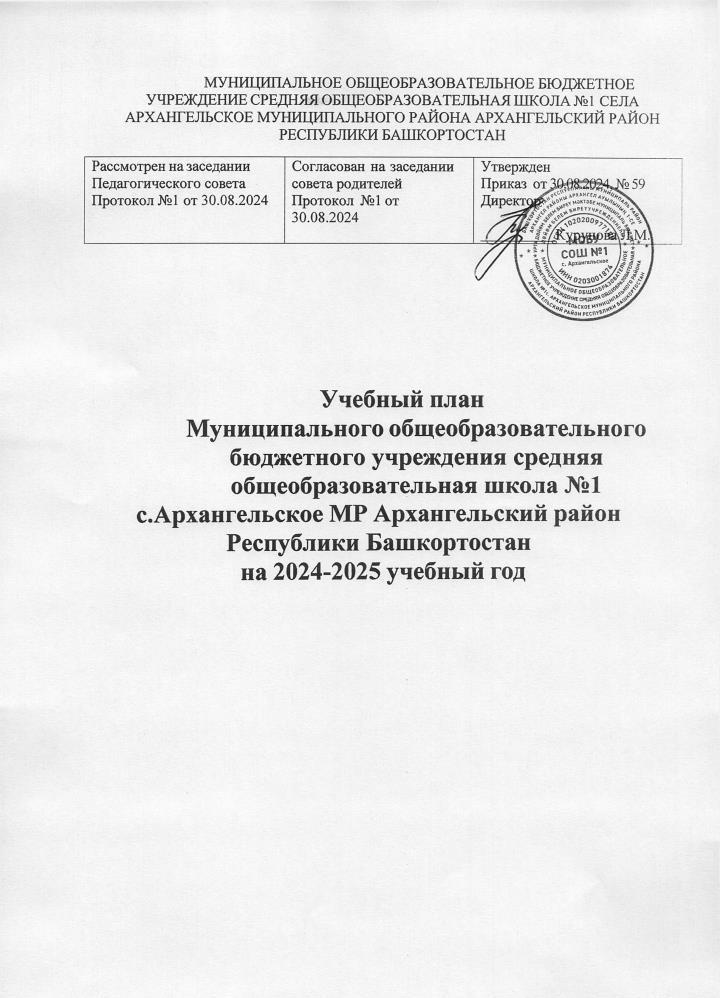 МУНИЦИПАЛЬНОЕ ОБЩЕОБРАЗОВАТЕЛЬНОЕ БЮДЖЕТНОЕ
УЧРЕЖДЕНИЕ СРЕДНЯЯ ОБЩЕОБРАЗОВАТЕЛЬНАЯ ШКОЛА №1 СЕЛА
АРХАНГЕЛЬСКОЕ МУНИЦИПАЛЬНОГО РАЙОНА АРХАНГЕЛЬСКИЙ РАЙОН
РЕСПУБЛИКИ БАШКОРТОСТАН
Рассмотрен на заседании
Педагогического совета
Протокол №1 от 30.08.2024
Согласован на заседании
совета родителей
Протокол №1 от
30.08.2024
Утвержден
Приказ от 30.08.2024 № 59
Директор
Л.М.
МОБУ
СОШ №1
с. Архангельское
ИНН 0203001874
Учебный план
Муниципального общеобразовательного
бюджетного учреждения средняя
общеобразовательная школа №1
с.Архангельское МР Архангельский район
Республики Башкортостан
на 2024-2025 учебный год